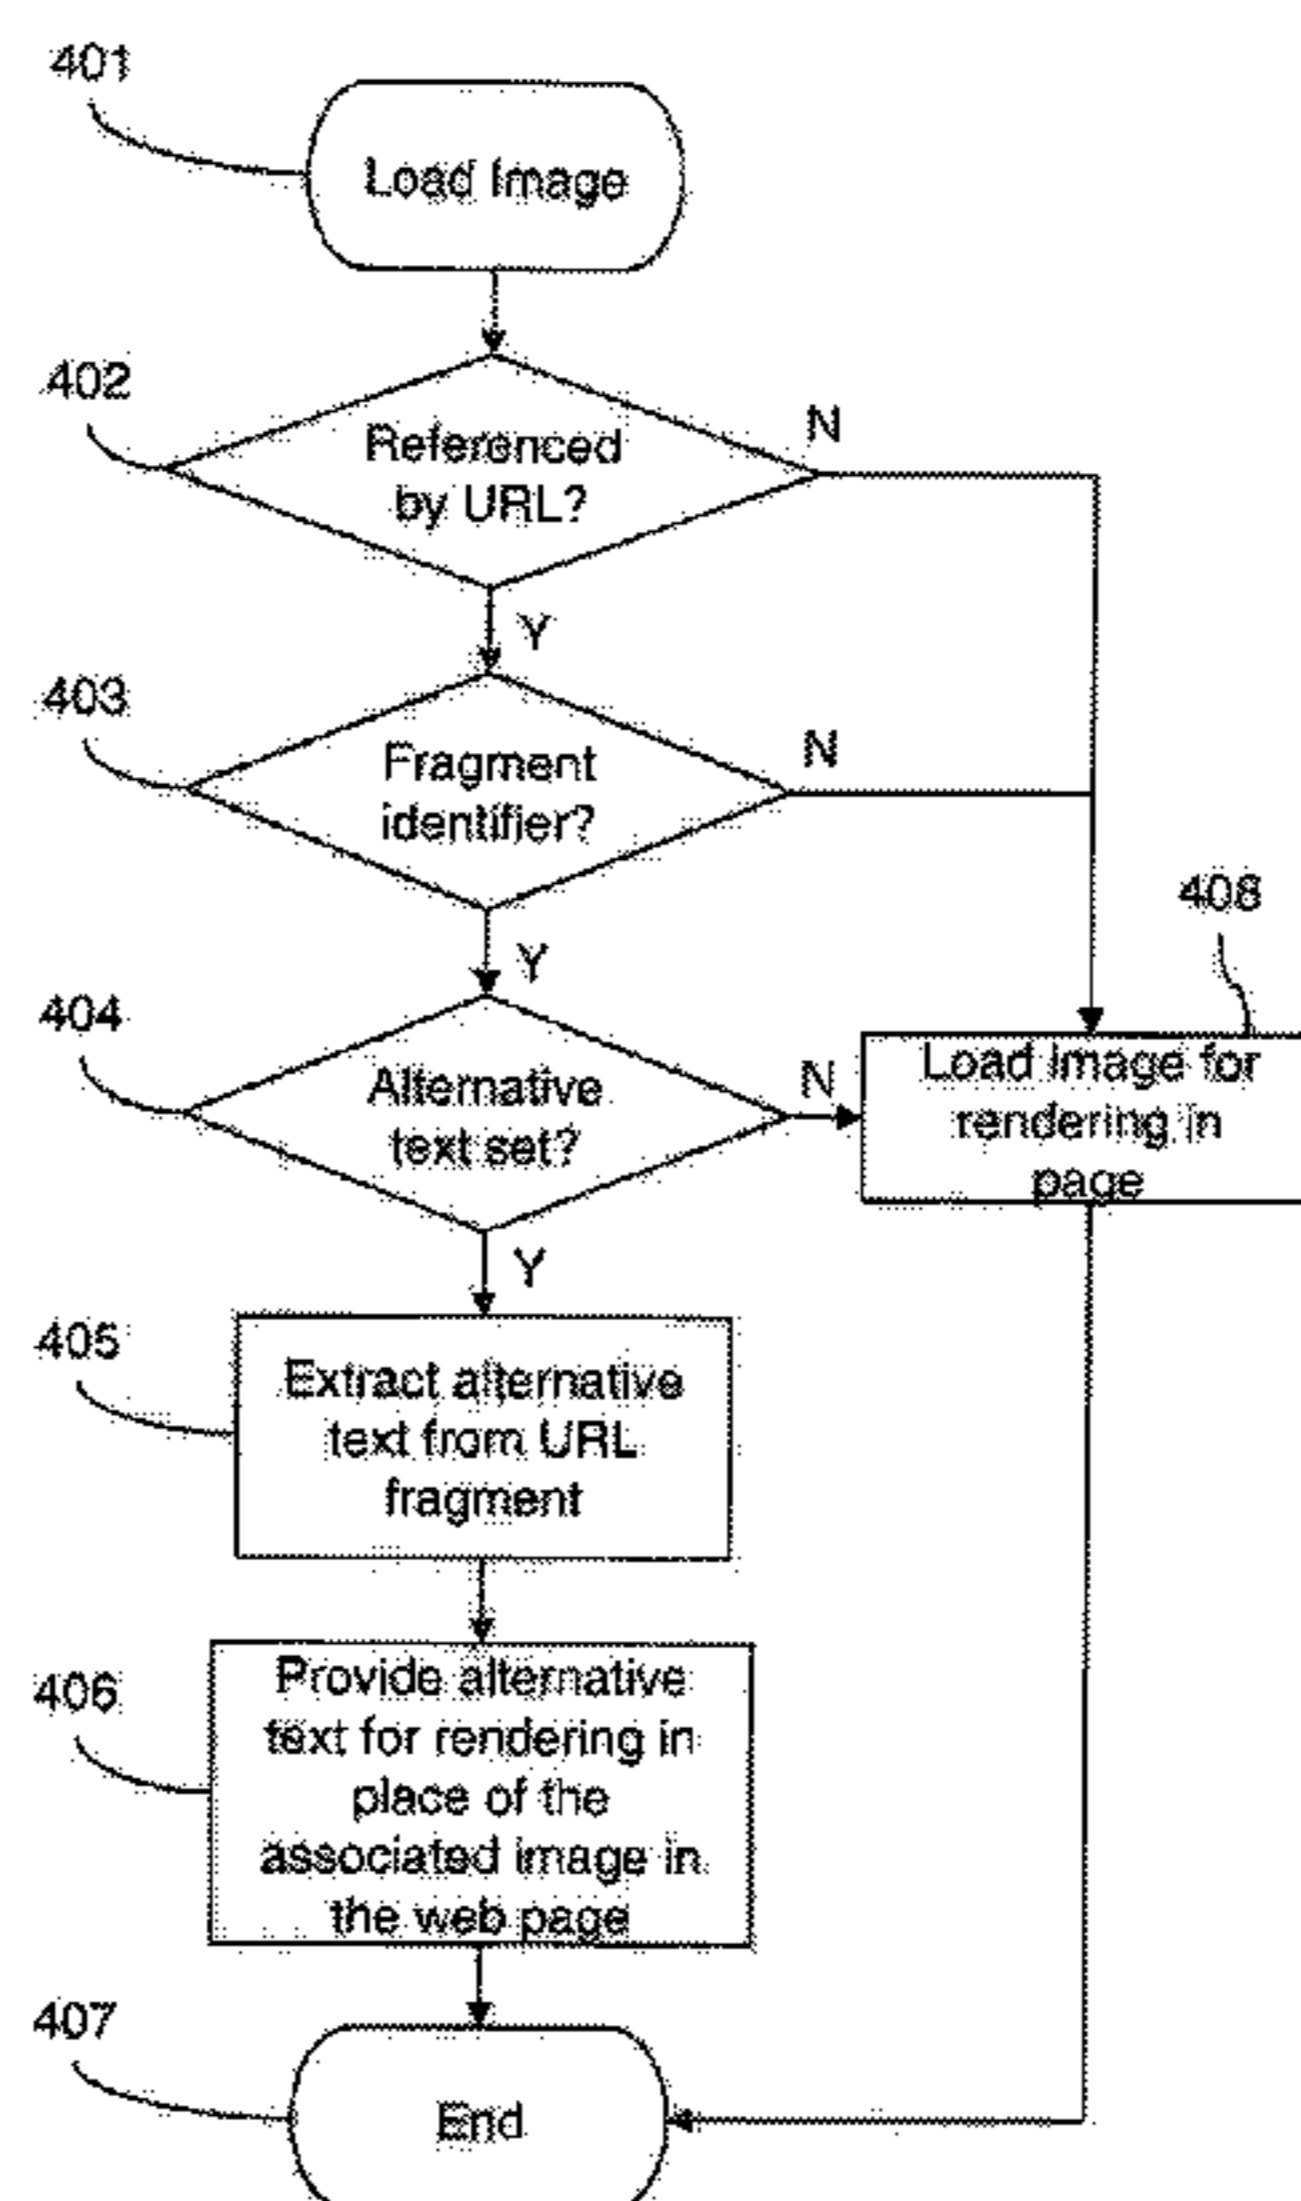 401
Load Image
402
Referenced
by URL?
N
Y
403
Fragment
identifier?
N
Y
404
Alternative
text set?
N
408
Load image for
rendering in
page
Y
405
Extract alternative
text from URL
fragment
406
Provide alternative
text for rendering in
place of the
associated image in
the web page
407
End